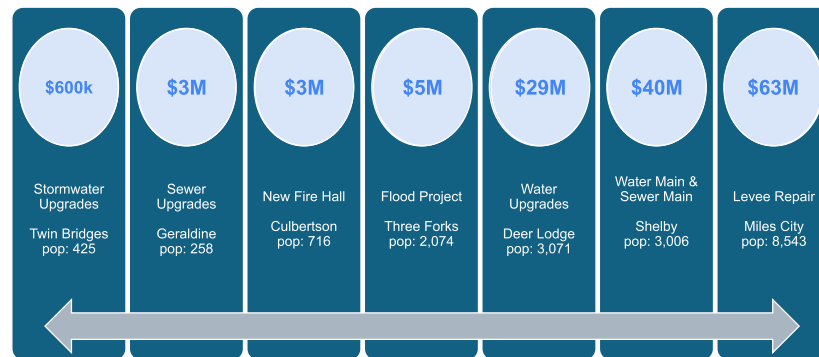 $600k
Stormwater
Upgrades
Twin Bridges
pop: 425
$3M
Sewer
Upgrades
Geraldine
pop: 258
$3M
New Fire Hall
Culbertson
pop: 716
$5M
Flood Project
Three Forks
pop: 2,074
$29M
Water
Upgrades
Deer Lodge
pop: 3,071
$40M
Water Main &
Sewer Main
Shelby
pop: 3,006
$63M
Levee Repair
Miles City
pop: 8,543